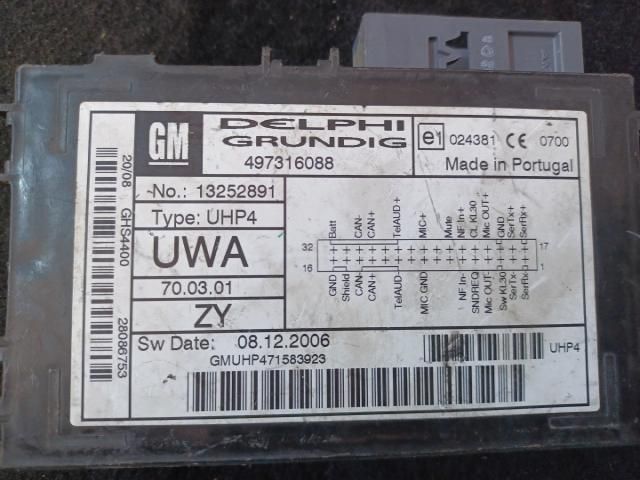 GM
DELPHI
GRUNDIG
497316088
e1 024381 CE 0700
Made in Portugal
20/08 GHS4400 28086753
No.: 13252891
Type: UHP4
UWA
70.03.01
ZY
Batt CAN- CAN+ TelAUD+ MIC+ Mute NF In+ CL KL30 Mic OUT+ GND SerTx+ SerRx+
32 17
16 1
GND Shield CAN- CAN+ TelAUD- MIC.GND NF In- SNDREQ Mic OUT- Sw KL30 SerTx- SerRx-
Sw Date: 08.12.2006
GMUHP471583923
UHP4